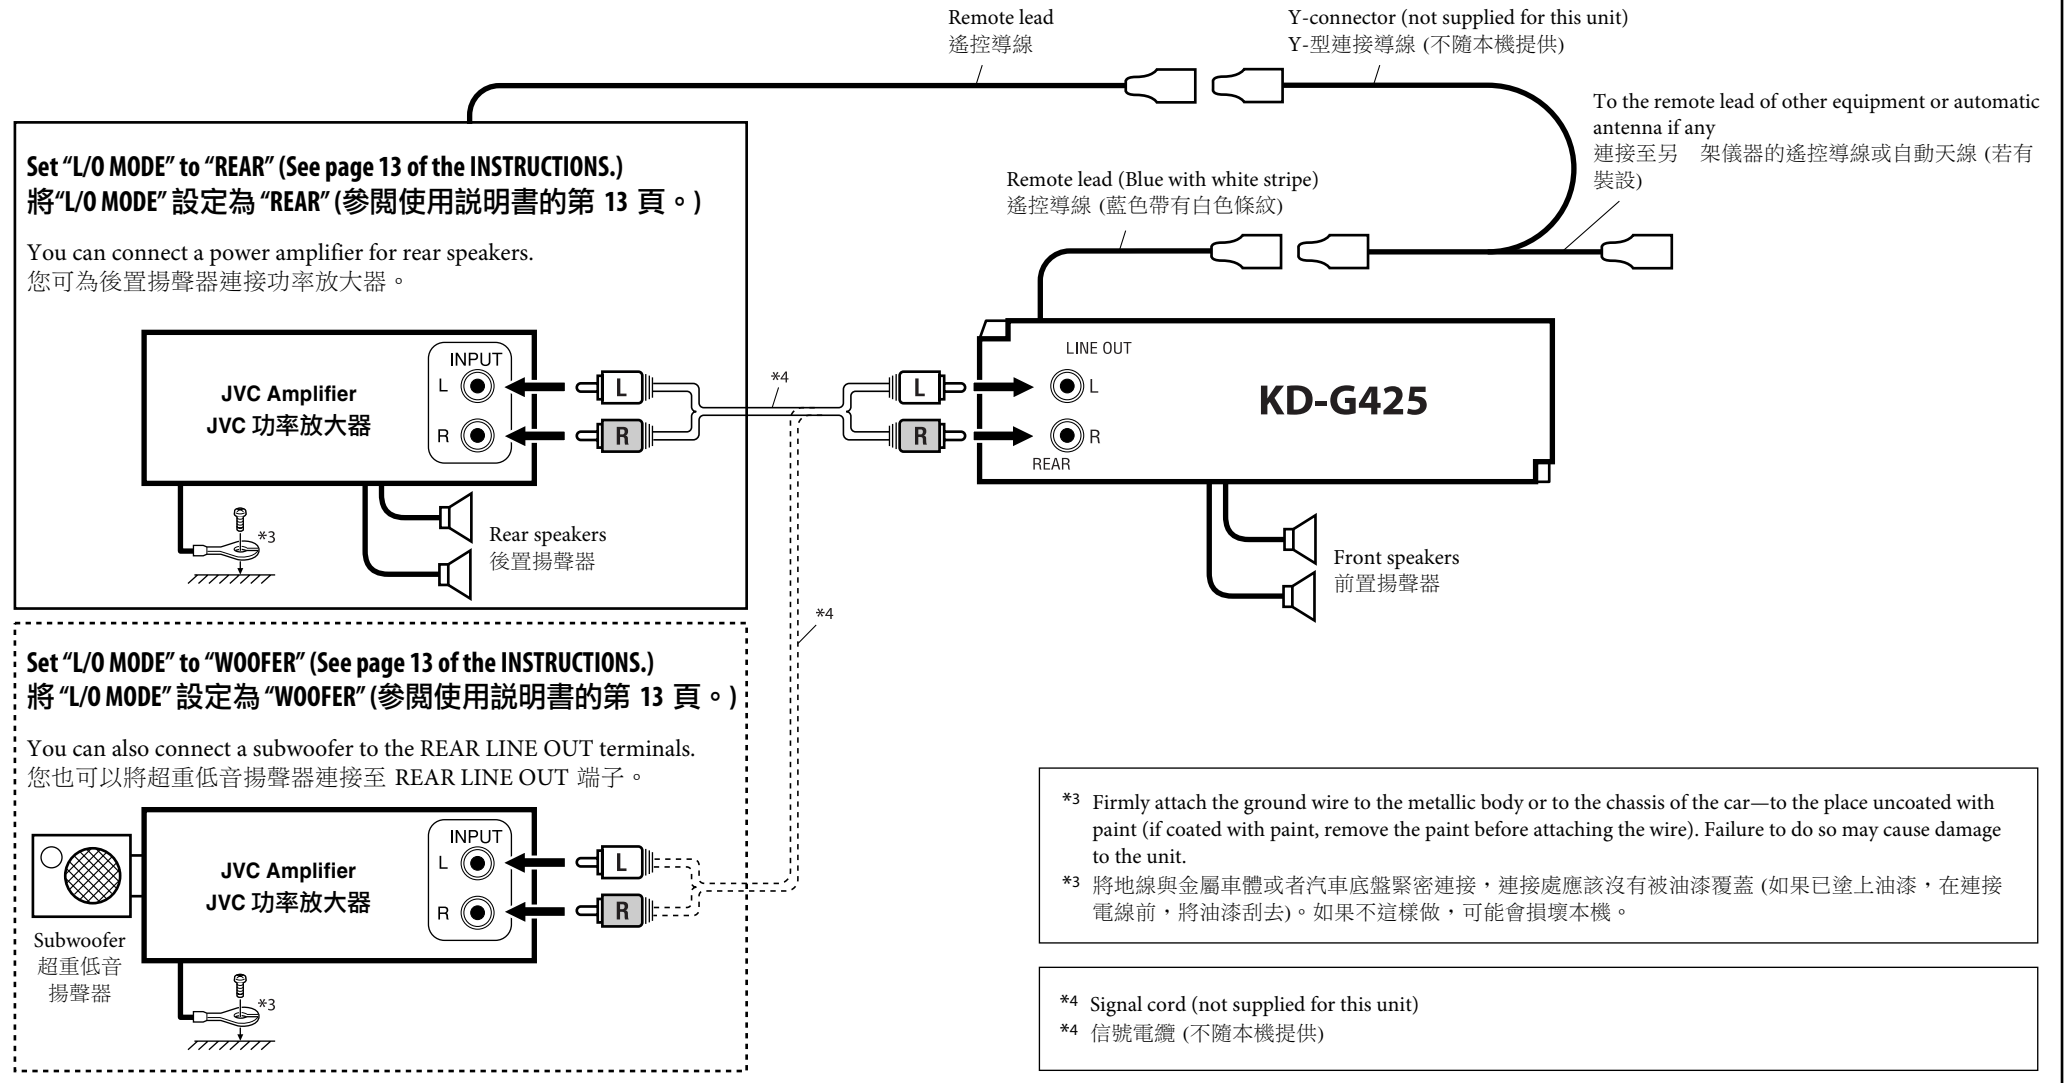 Remote lead
遙控導線
Y-connector (not supplied for this unit)
Y-型連接導線 (不隨本機提供)
To the remote lead of other equipment or automatic
antenna if any
連接至另　架儀器的遙控導線或自動天線 (若有
裝設)
Remote lead (Blue with white stripe)
遙控導線 (藍色帶有白色條紋)
Set “L/O MODE” to “REAR” (See page 13 of the INSTRUCTIONS.)
將“L/O MODE” 設定為 “REAR” (參閱使用説明書的第 13 頁。)
You can connect a power amplifier for rear speakers.
您可為後置揚聲器連接功率放大器。
JVC Amplifier
JVC 功率放大器
INPUT
L
R
L
R
*4
L
R
LINE OUT
L
R
REAR
KD-G425
*3
Rear speakers
後置揚聲器
Front speakers
前置揚聲器
*4
Set “L/O MODE” to “WOOFER” (See page 13 of the INSTRUCTIONS.)
將 “L/O MODE” 設定為 “WOOFER” (參閱使用説明書的第 13 頁。)
You can also connect a subwoofer to the REAR LINE OUT terminals.
您也可以將超重低音揚聲器連接至 REAR LINE OUT 端子。
JVC Amplifier
JVC 功率放大器
INPUT
L
R
L
R
Subwoofer
超重低音
揚聲器
*3
*3 Firmly attach the ground wire to the metallic body or to the chassis of the car—to the place uncoated with
paint (if coated with paint, remove the paint before attaching the wire). Failure to do so may cause damage
to the unit.
*3 將地線與金屬車體或者汽車底盤緊密連接，連接處應該沒有被油漆覆蓋 (如果已塗上油漆，在連接
電線前，將油漆刮去)。如果不這樣做，可能會損壞本機。
*4 Signal cord (not supplied for this unit)
*4 信號電纜 (不隨本機提供)